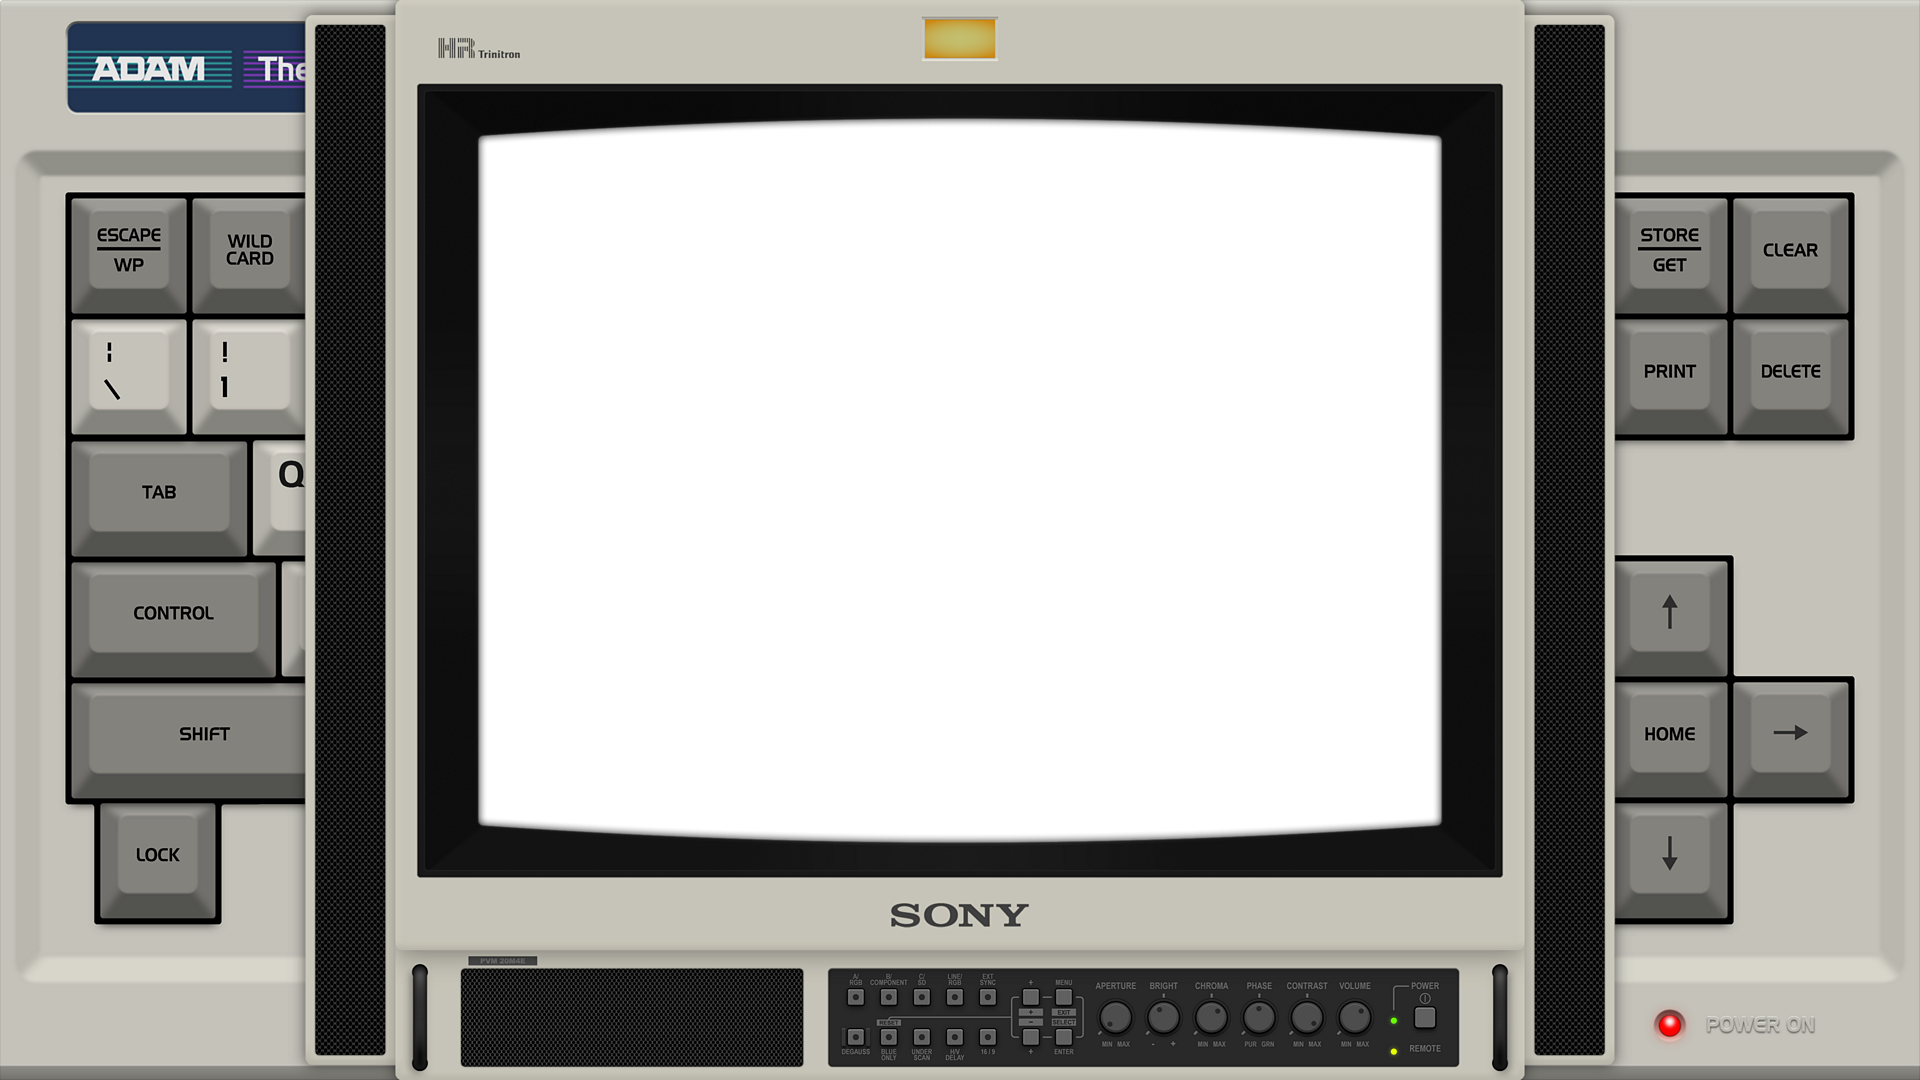 ADAM The
HR Trinitron
ESCAPE
WP
WILD
CARD
STORE
GET
CLEAR
¦
\
!
1
PRINT
DELETE
TAB
Q
CONTROL
↑
SHIFT
HOME
→
LOCK
↓
SONY
PVM 20M4E
A/
RGB
B/
COMPONENT
C/
SD
LINE/
RGB
EXT
SYNC
+
MENU
APERTURE
BRIGHT
CHROMA
PHASE
CONTRAST
VOLUME
POWER
RESET
+
−
EXIT
SELECT
DEGAUSS
BLUE
ONLY
UNDER
SCAN
H/V
DELAY
16 / 9
+
ENTER
MIN MAX
- +
MIN MAX
PUR GRN
MIN MAX
MIN MAX
REMOTE
POWER ON